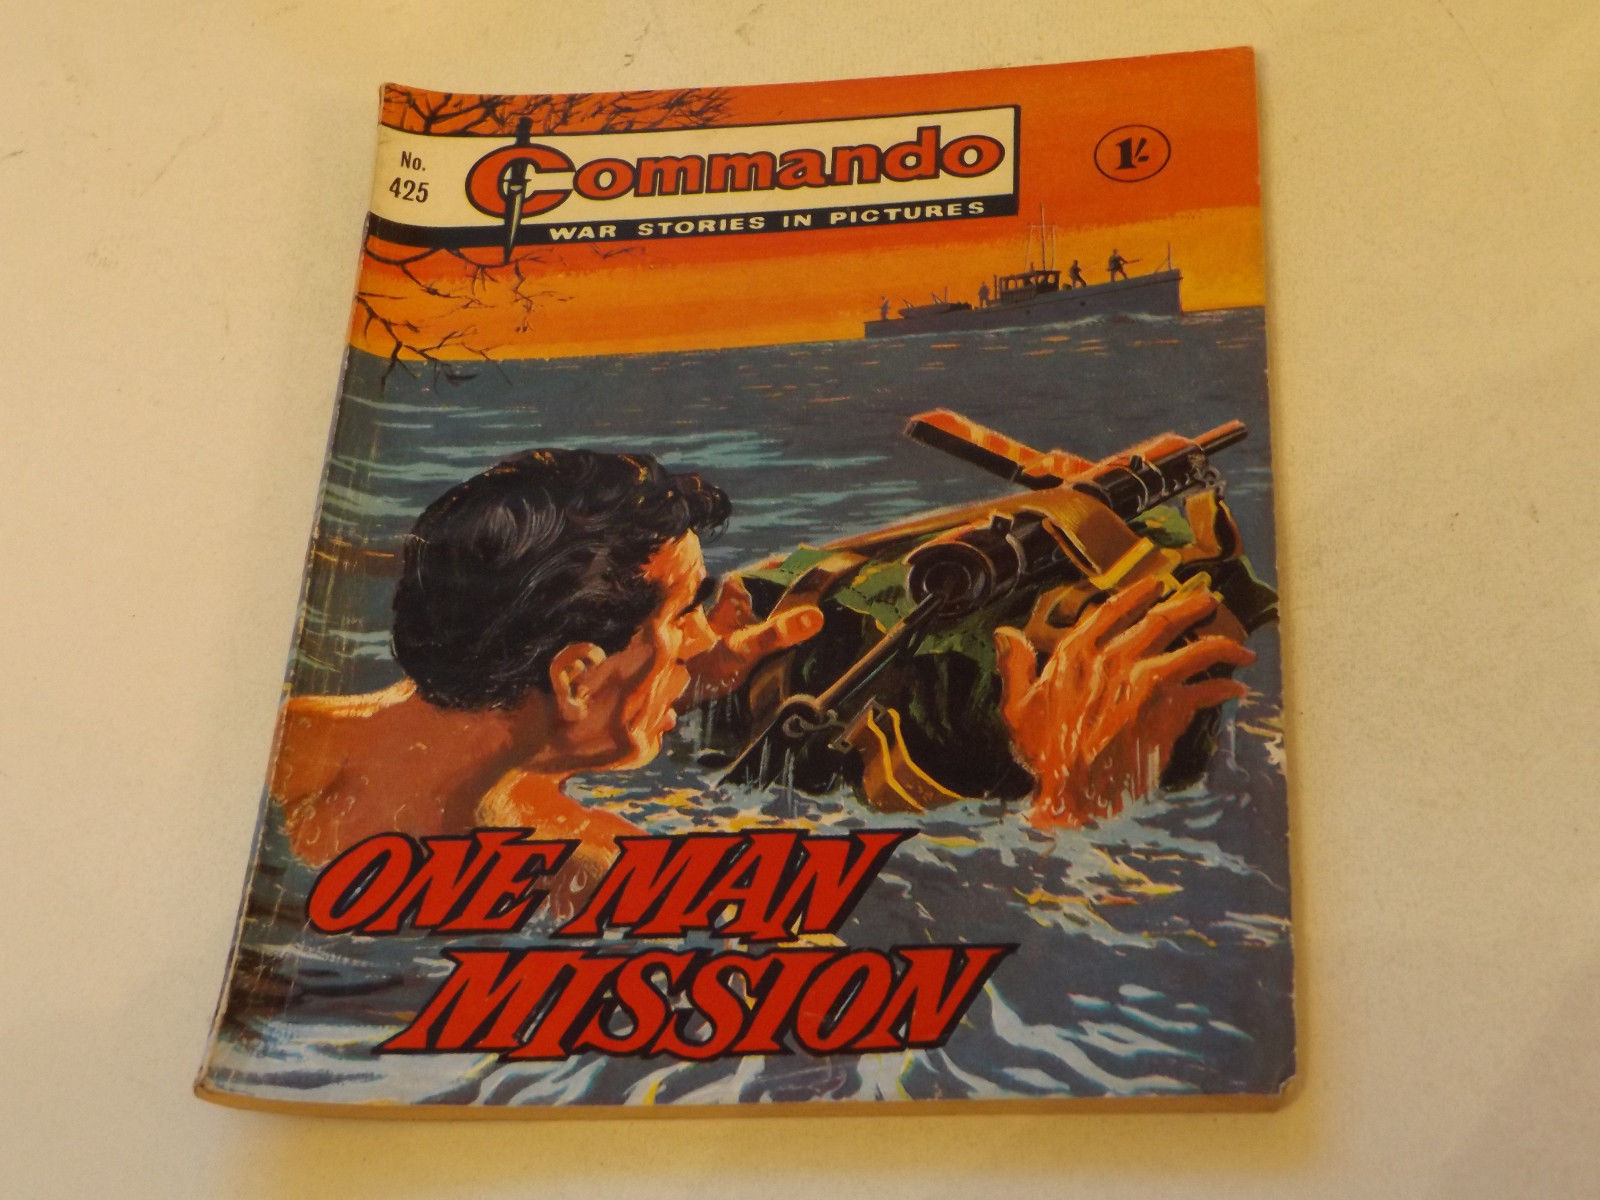 No.
425
Commando
1/-
WAR STORIES IN PICTURES
ONE MAN
MISSION